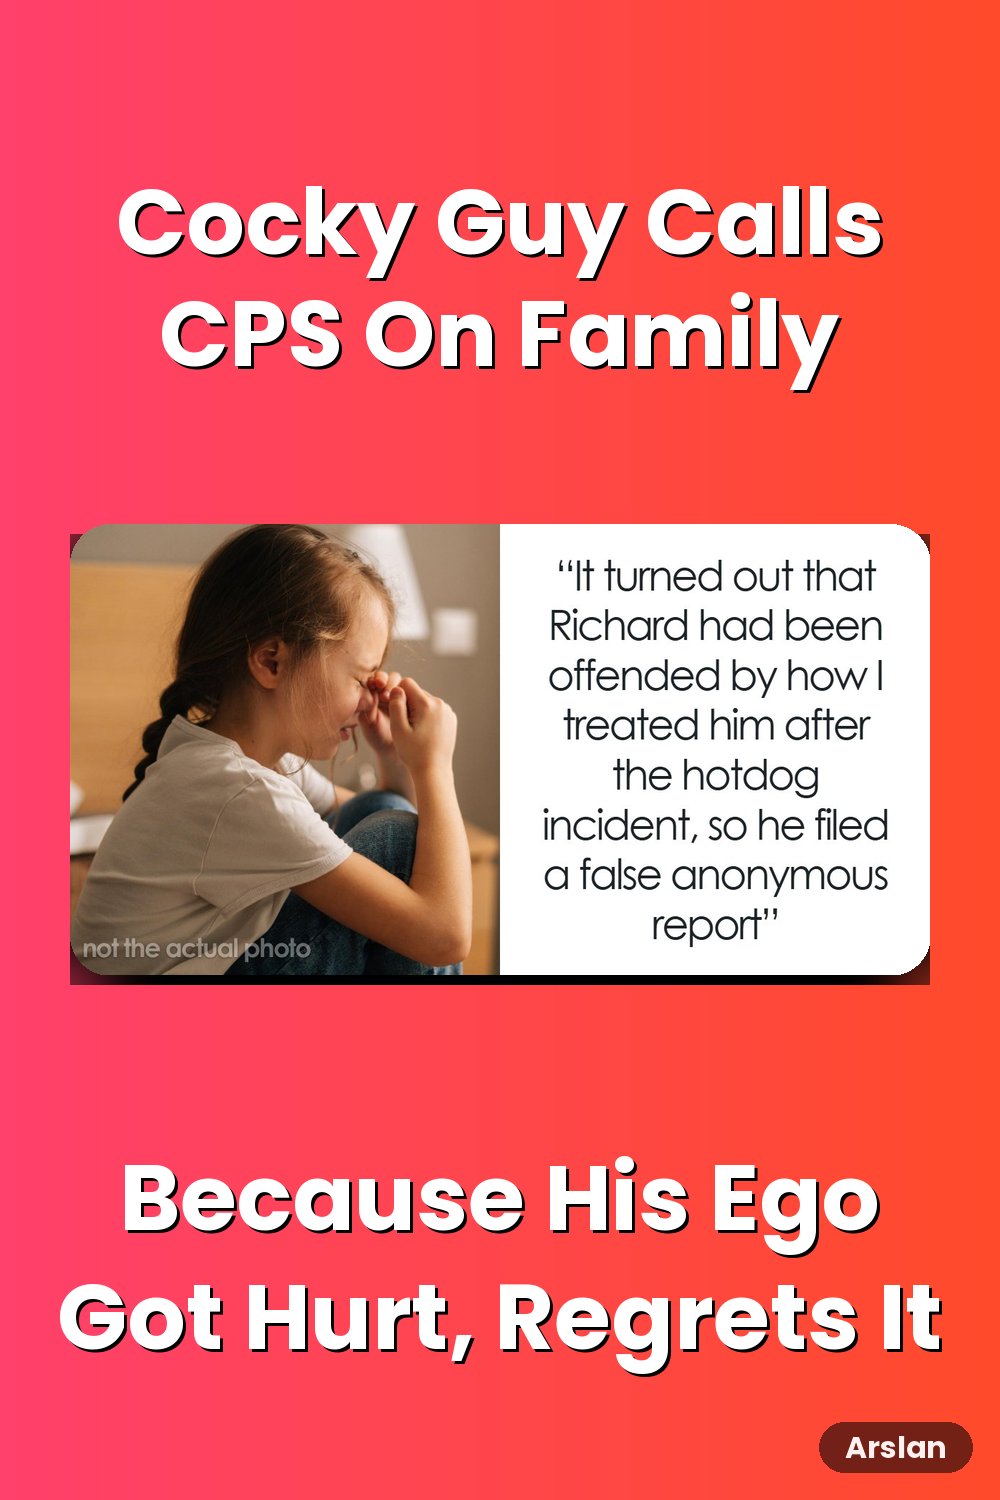 Cocky Guy Calls
CPS On Family
“It turned out that
Richard had been
offended by how I
treated him after
the hotdog
incident, so he filed
a false anonymous
report”
not the actual photo
Because His Ego
Got Hurt, Regrets It
Arslan